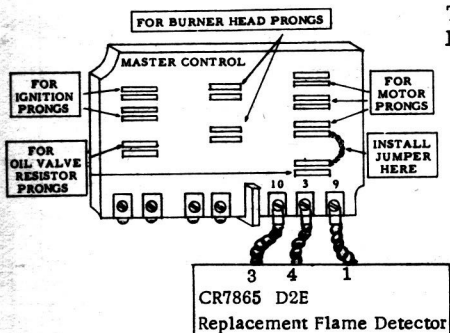 FOR BURNER HEAD PRONGS
MASTER CONTROL
FOR
IGNITION
PRONGS
FOR
MOTOR
PRONGS
FOR
OIL VALVE
RESISTOR
PRONGS
INSTALL
JUMPER
HERE
10 3 9
3 4 1
CR7865 D2E
Replacement Flame Detector